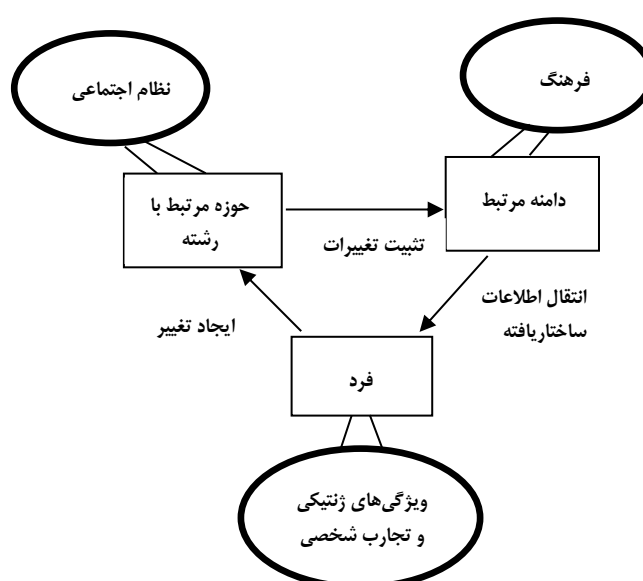 نظام اجتماعی
فرهنگ
حوزه مرتبط با
رشته
دامنه مرتبط
تثبیت تغییرات
انتقال اطلاعات
ساختاریافته
ایجاد تغییر
فرد
ویژگی‌های ژنتیکی
و تجارب شخصی